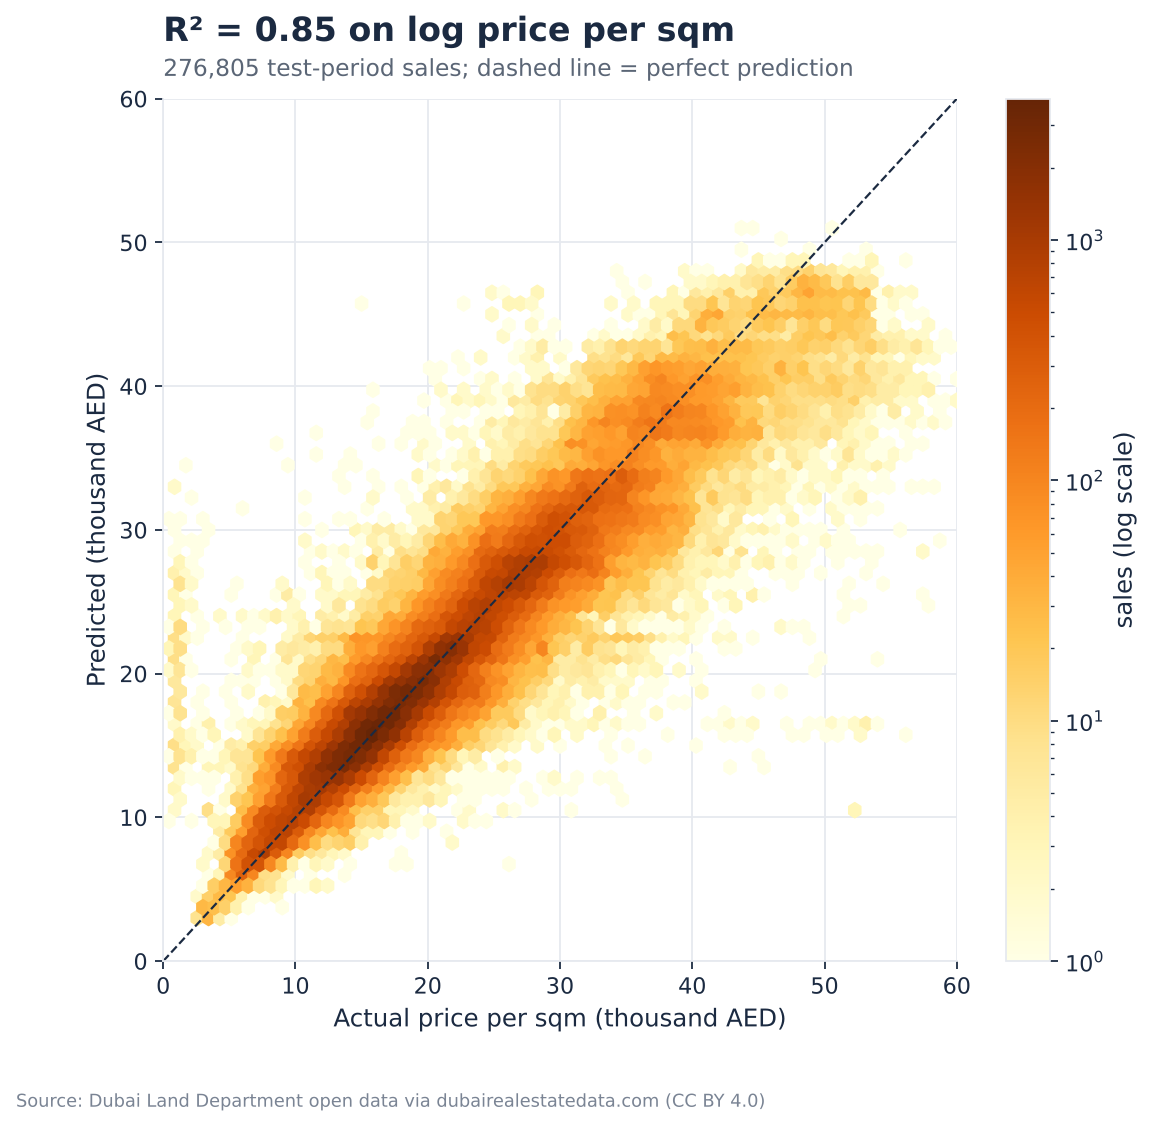 R² = 0.85 on log price per sqm
276,805 test-period sales; dashed line = perfect prediction
60
50
40
30
20
10
0
Predicted (thousand AED)
0 10 20 30 40 50 60
Actual price per sqm (thousand AED)
10³
10²
10¹
10⁰
sales (log scale)
Source: Dubai Land Department open data via dubairealestatedata.com (CC BY 4.0)